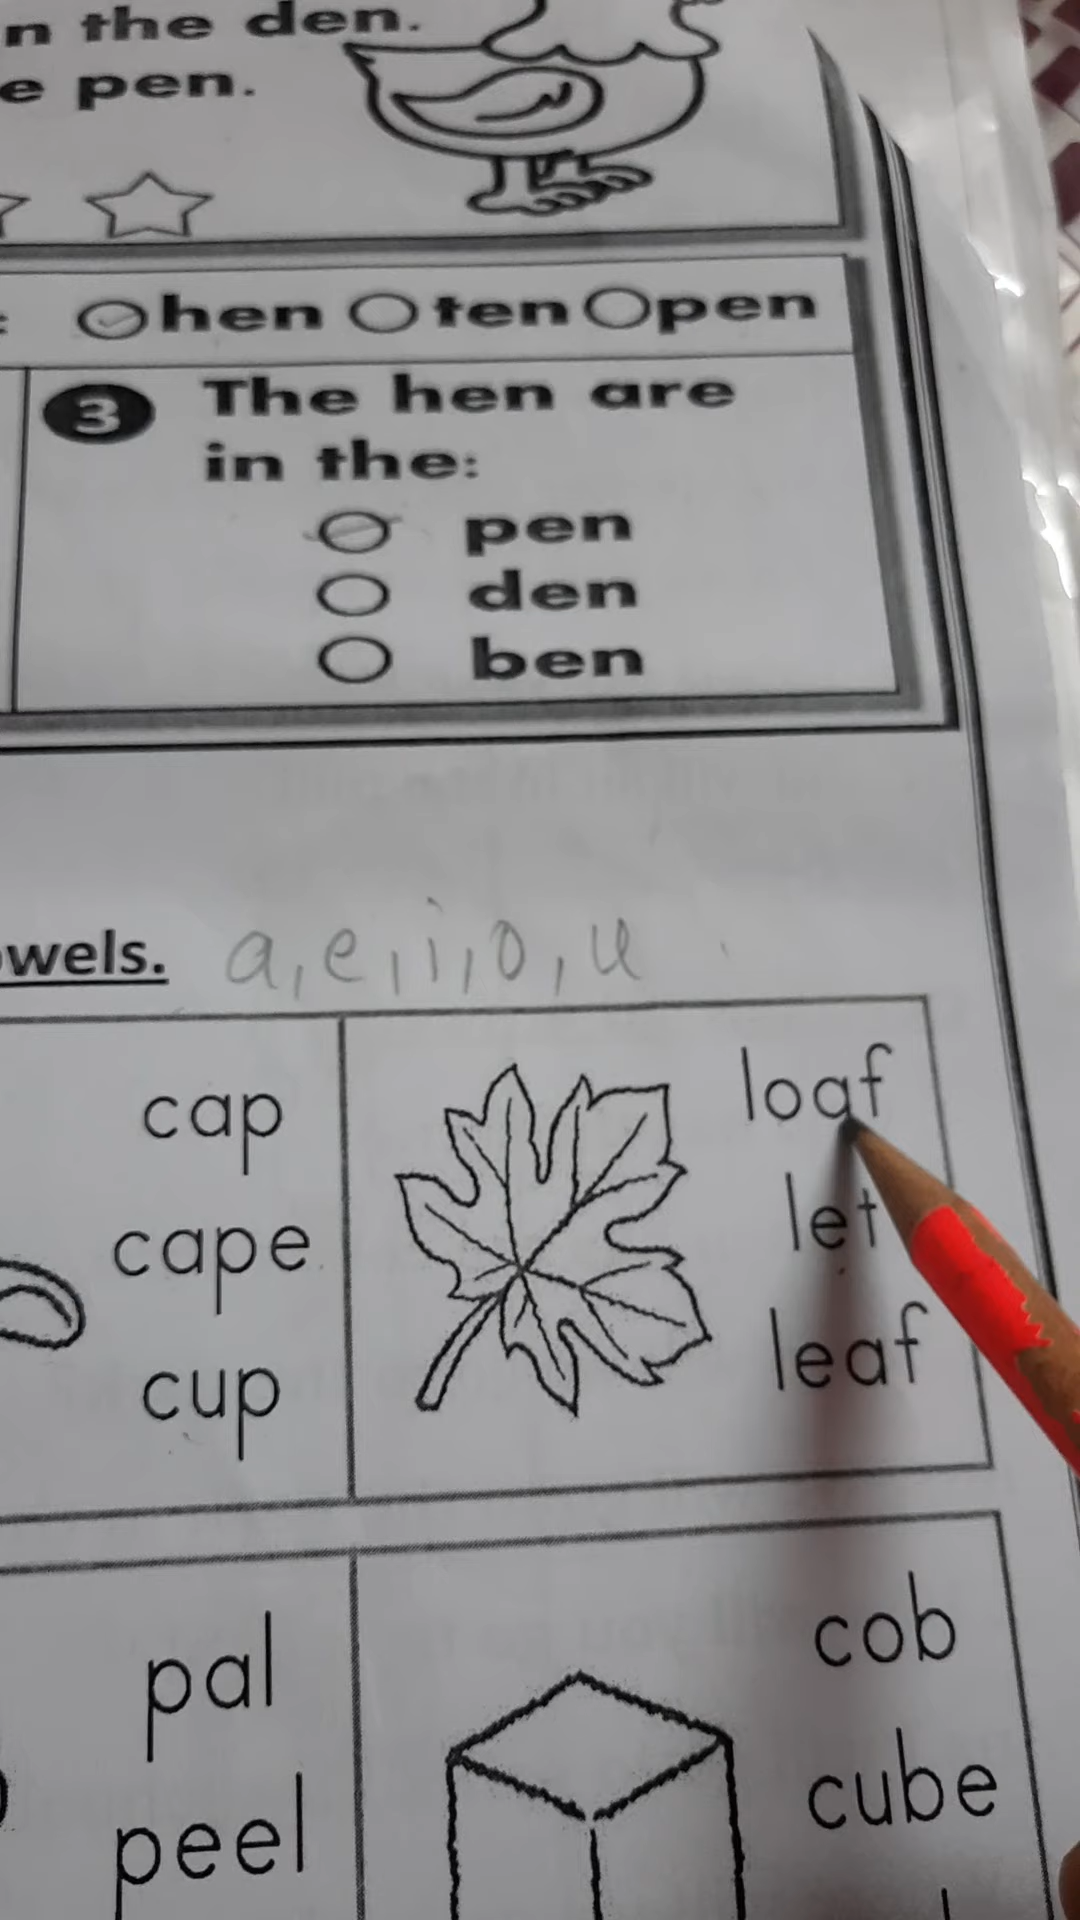 n the den.
e pen.
: hen ten pen
3 The hen are
in the:
pen
den
ben
owels. a, e, i, o, u
cap
cape
cup
loaf
let
leaf
pal
peel
cob
cube